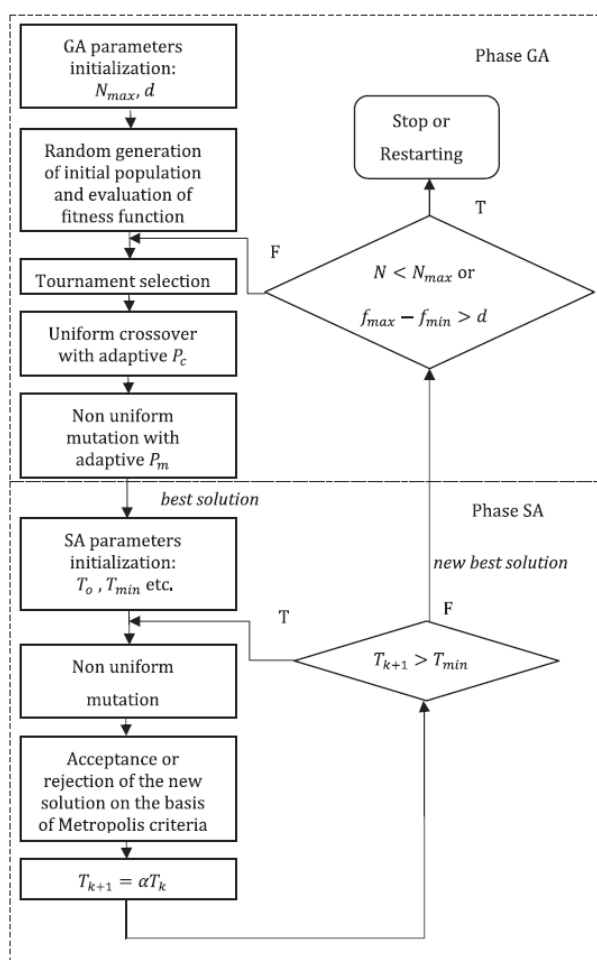 GA parameters
initialization:
N_max, d
Phase GA
Stop or
Restarting
Random generation
of initial population
and evaluation of
fitness function
T
F
N < N_max or
f_max − f_min > d
Tournament selection
Uniform crossover
with adaptive P_c
Non uniform
mutation with
adaptive P_m
best solution
Phase SA
SA parameters
initialization:
T_o , T_min etc.
new best solution
T
F
T_{k+1} > T_min
Non uniform
mutation
Acceptance or
rejection of the new
solution on the basis
of Metropolis criteria
T_{k+1} = αT_k